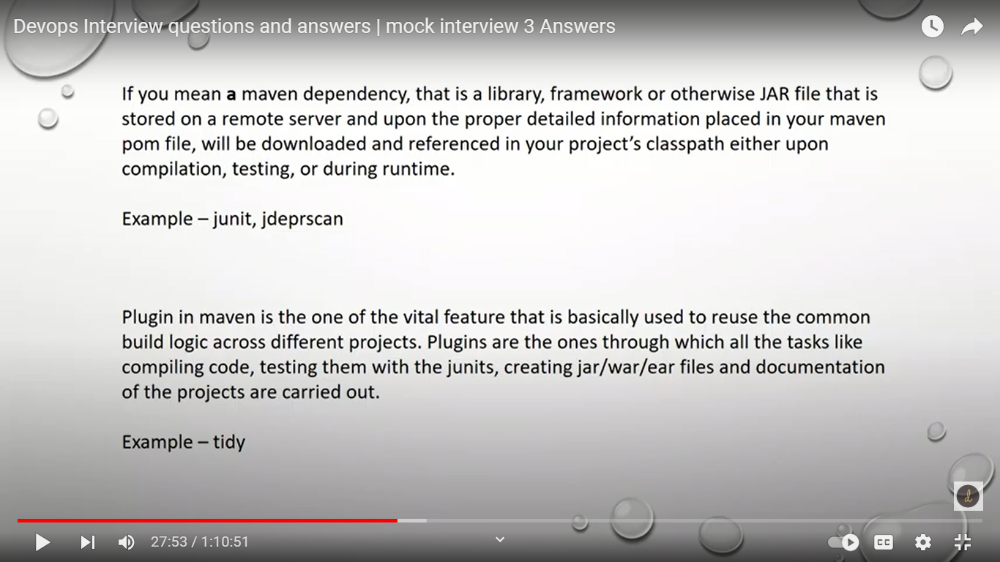 Devops Interview questions and answers | mock interview 3 Answers
If you mean a maven dependency, that is a library, framework or otherwise JAR file that is
stored on a remote server and upon the proper detailed information placed in your maven
pom file, will be downloaded and referenced in your project’s classpath either upon
compilation, testing, or during runtime.
Example – junit, jdeprscan
Plugin in maven is the one of the vital feature that is basically used to reuse the common
build logic across different projects. Plugins are the ones through which all the tasks like
compiling code, testing them with the junits, creating jar/war/ear files and documentation
of the projects are carried out.
Example – tidy
d
27:53 / 1:10:51
CC